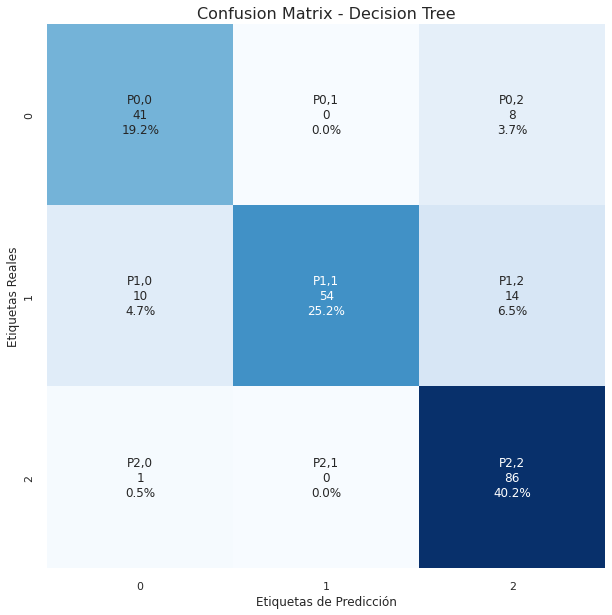 Confusion Matrix - Decision Tree
P0,0
41
19.2%
P0,1
0
0.0%
P0,2
8
3.7%
P1,0
10
4.7%
P1,1
54
25.2%
P1,2
14
6.5%
P2,0
1
0.5%
P2,1
0
0.0%
P2,2
86
40.2%
Etiquetas Reales
0
1
2
0
1
2
Etiquetas de Predicción